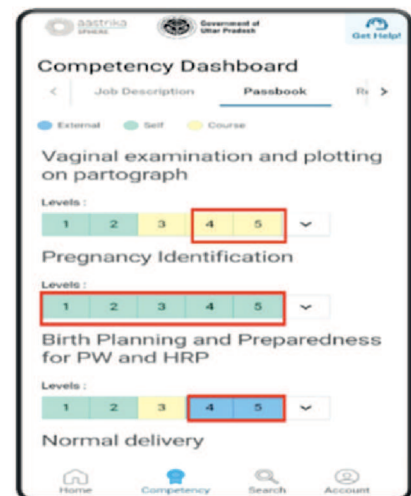 aastrika
SPHERE
Government of
Uttar Pradesh
Get Help!
Competency Dashboard
< Job Description Passbook >
External Self Course
Vaginal examination and plotting
on partograph
Levels :
1 2 3 4 5
Pregnancy Identification
Levels :
1 2 3 4 5
Birth Planning and Preparedness
for PW and HRP
Levels :
1 2 3 4 5
Normal delivery
Home Competency Search Account